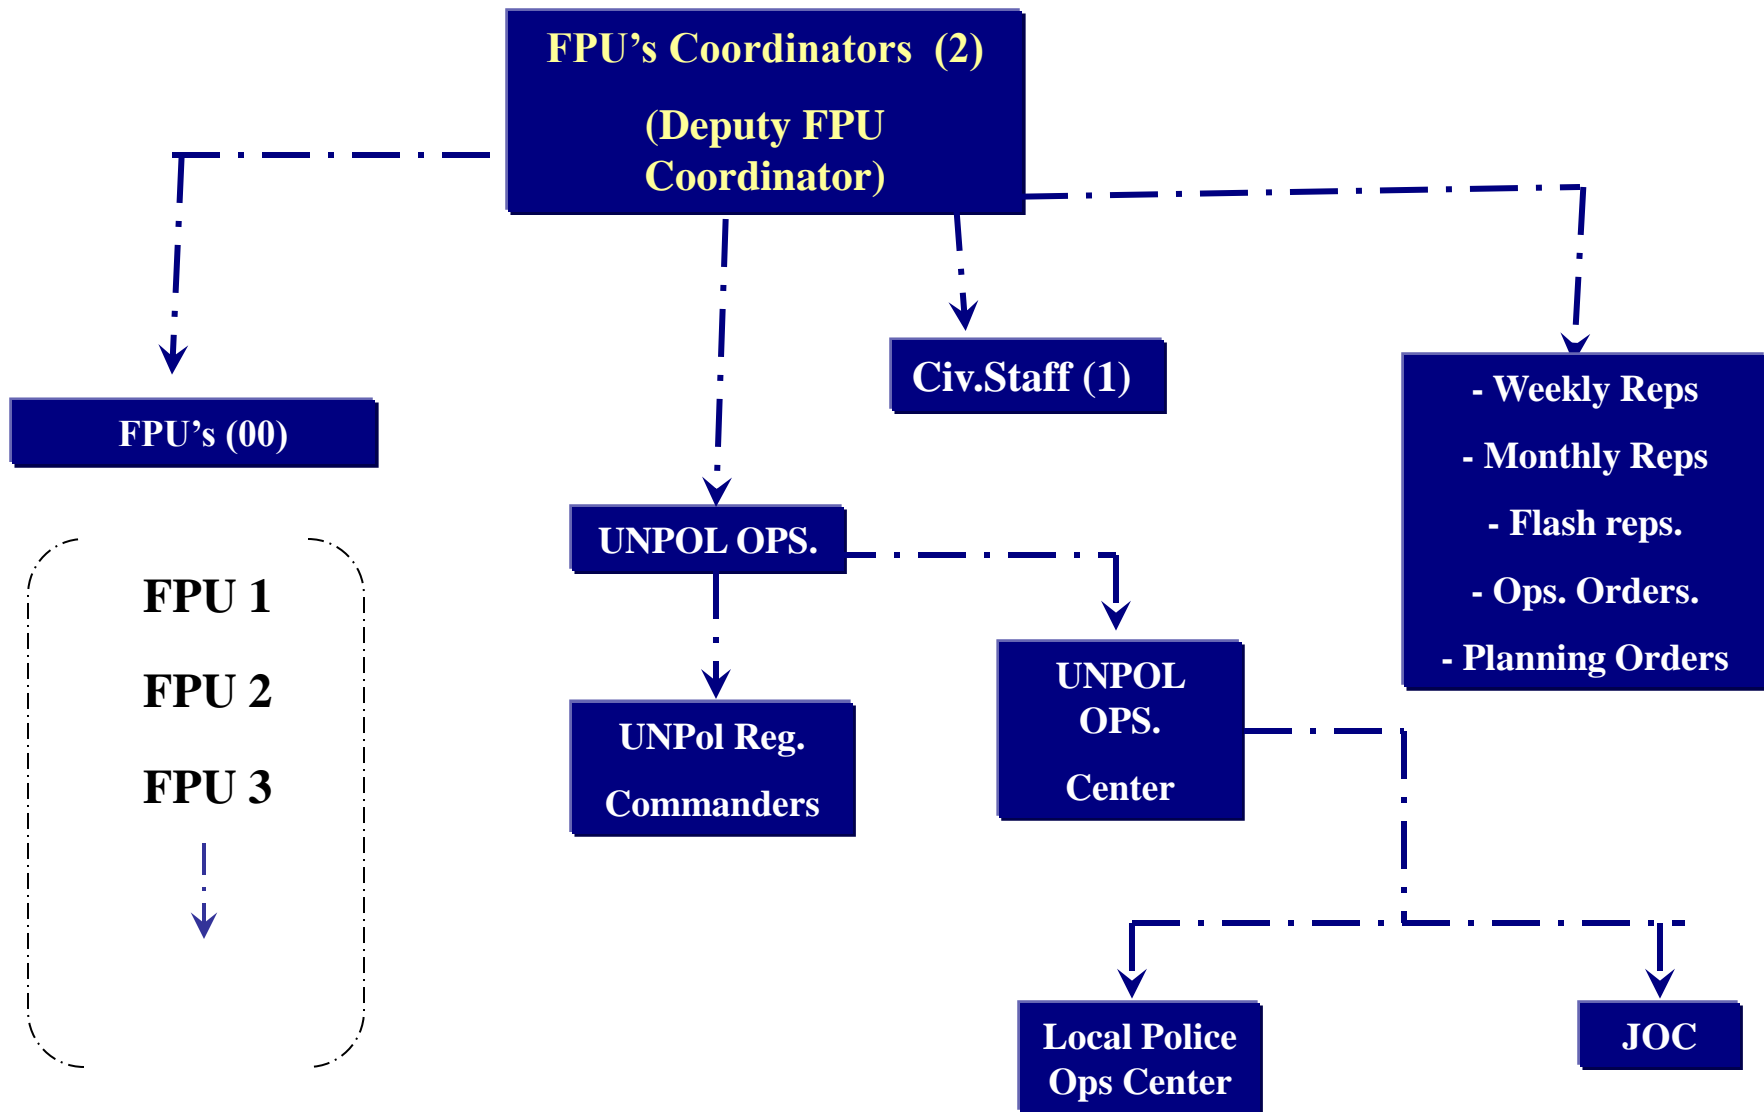 FPU’s Coordinators (2)
(Deputy FPU
Coordinator)
FPU’s (00)
FPU 1
FPU 2
FPU 3
Civ.Staff (1)
UNPOL OPS.
UNPol Reg.
Commanders
UNPOL
OPS.
Center
- Weekly Reps
- Monthly Reps
- Flash reps.
- Ops. Orders.
- Planning Orders
Local Police
Ops Center
JOC